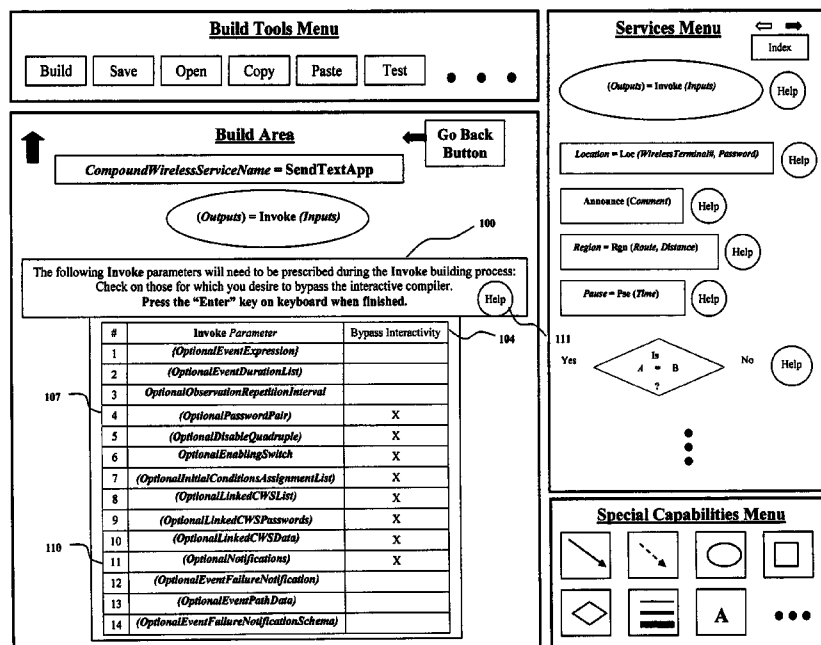 Build Tools Menu
Build
Save
Open
Copy
Paste
Test
Build Area
Go Back
Button
CompoundWirelessServiceName = SendTextApp
(Outputs) = Invoke (Inputs)
100
The following Invoke parameters will need to be prescribed during the Invoke building process:
Check on those for which you desire to bypass the interactive compiler.
Press the “Enter” key on keyboard when finished.
Help
111
104
107
110
# Invoke Parameter Bypass Interactivity
1 (OptionalEventExpression)
2 (OptionalEventDurationList)
3 OptionalObservationRepetitionInterval
4 (OptionalPasswordPair) X
5 (OptionalDisableQuadruple) X
6 OptionalEnablingSwitch X
7 (OptionalInitialConditionsAssignmentList) X
8 (OptionalLinkedCWSList) X
9 (OptionalLinkedCWSPasswords) X
10 (OptionalLinkedCWSData) X
11 (OptionalNotifications) X
12 (OptionalEventFailureNotification)
13 (OptionalEventPathData)
14 (OptionalEventFailureNotificationSchema)
Services Menu
Index
(Outputs) = Invoke (Inputs)
Help
Location = Loc (WirelessTerminal#, Password)
Help
Announce (Comment)
Help
Region = Rgn (Route, Distance)
Help
Pause = Pse (Time)
Help
Yes
Is
A = B
?
No
Help
Special Capabilities Menu
A